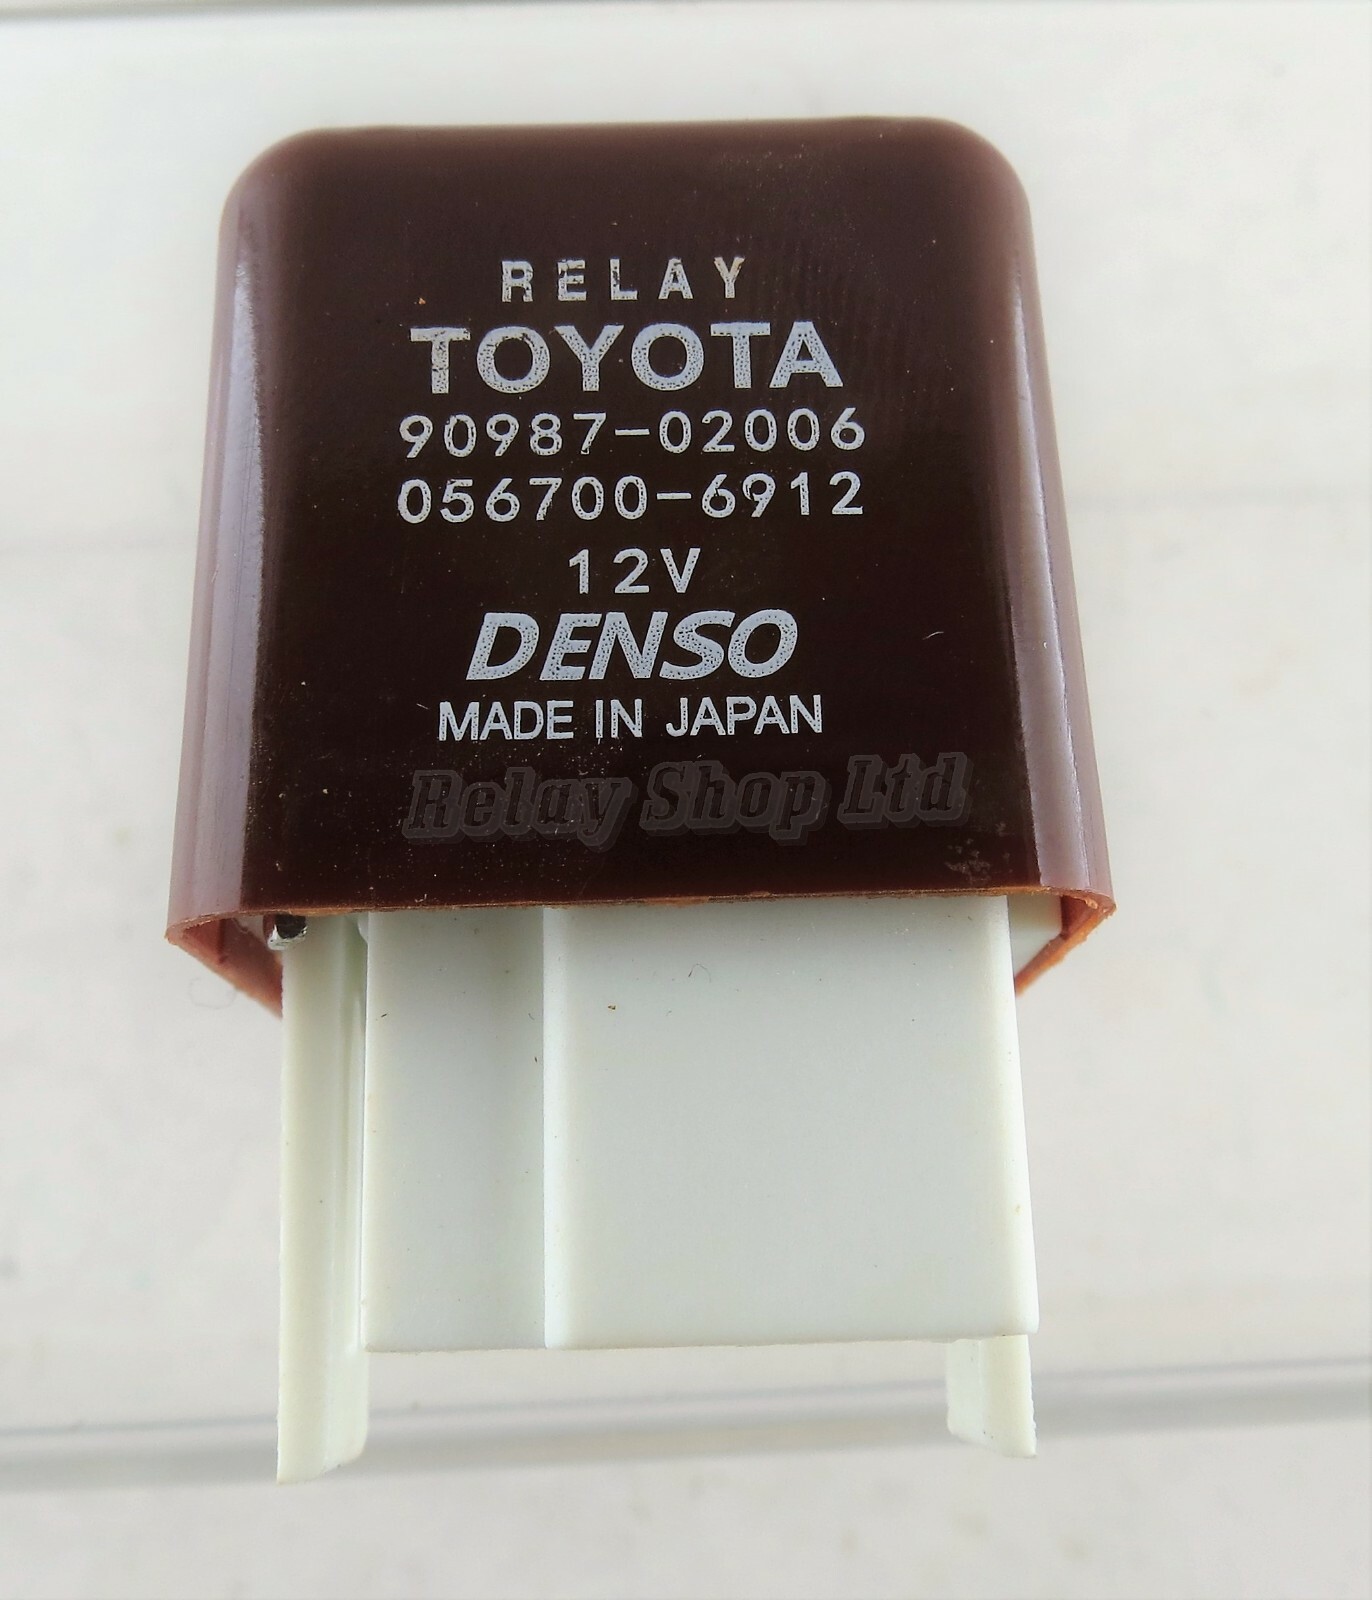 RELAY
TOYOTA
90987-02006
056700-6912
12V
DENSO
MADE IN JAPAN
Relay Shop Ltd